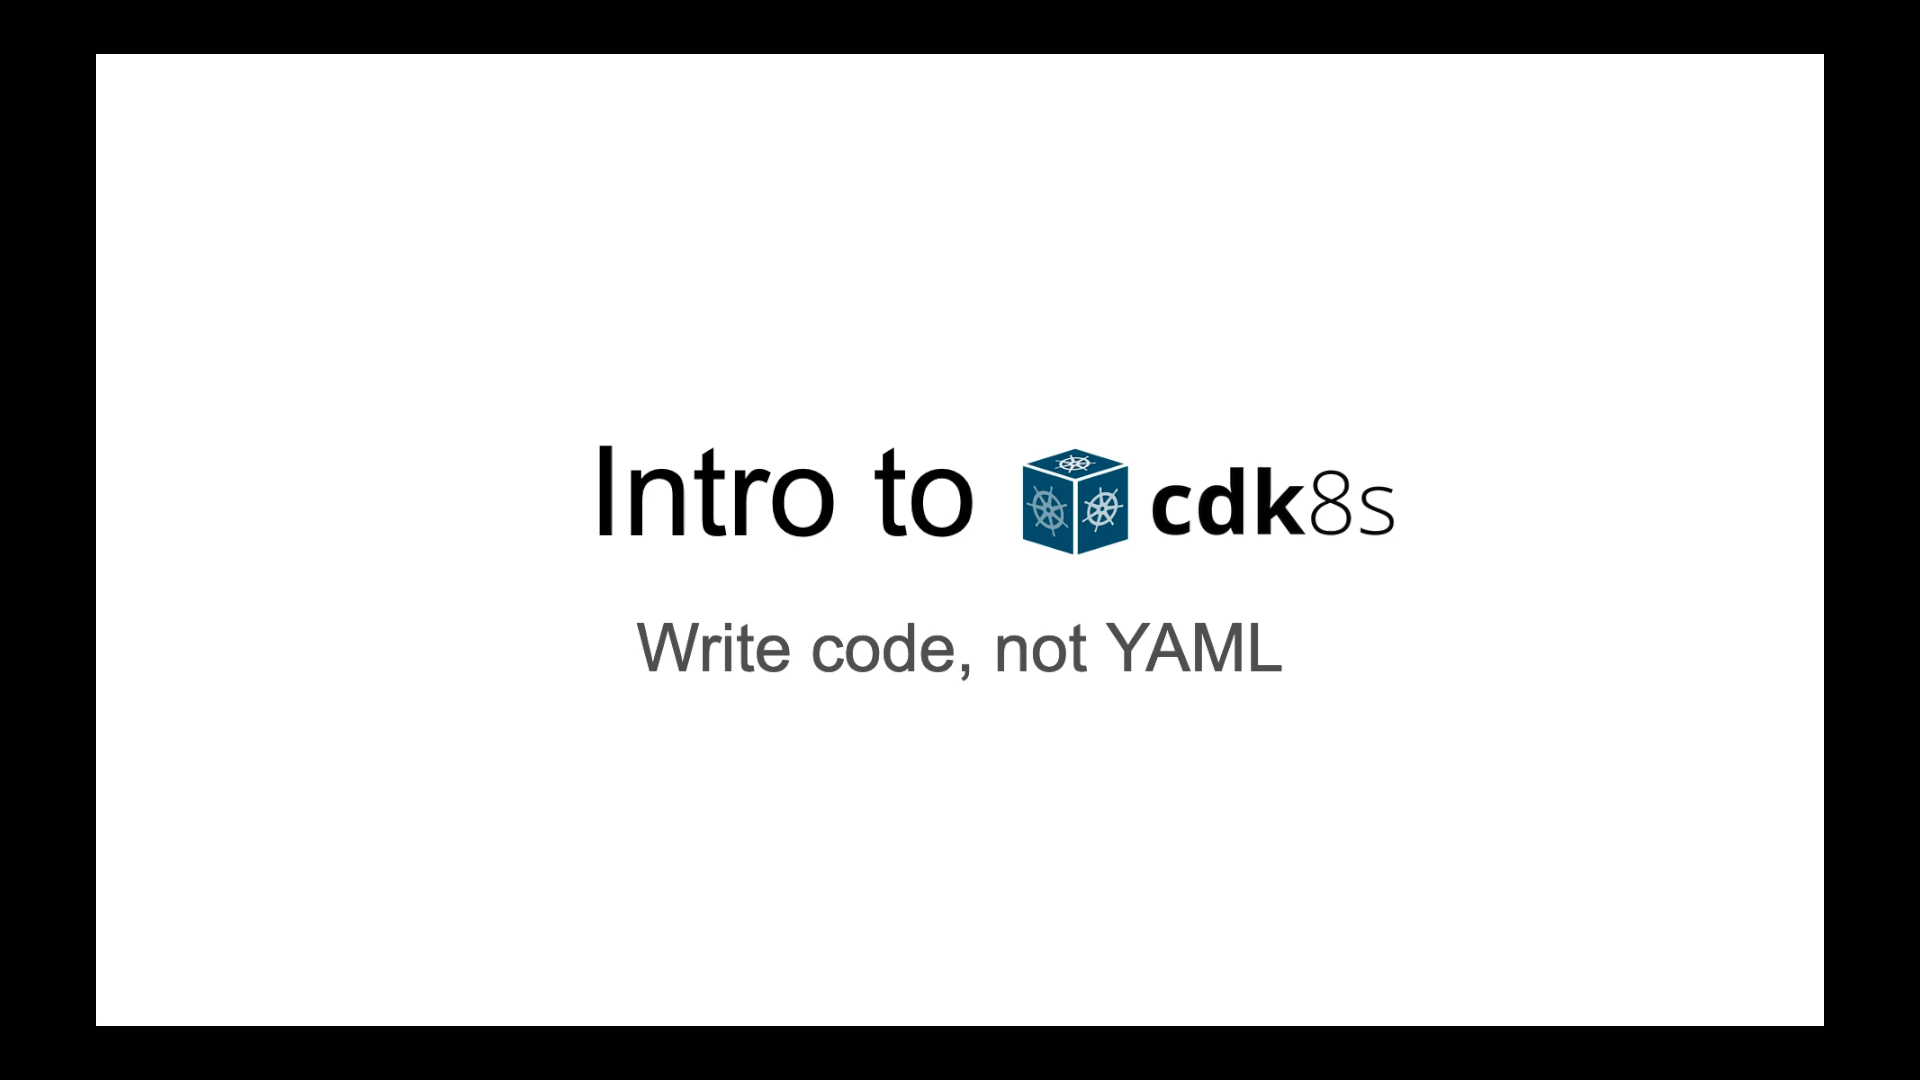 Intro to cdk8s
Write code, not YAML